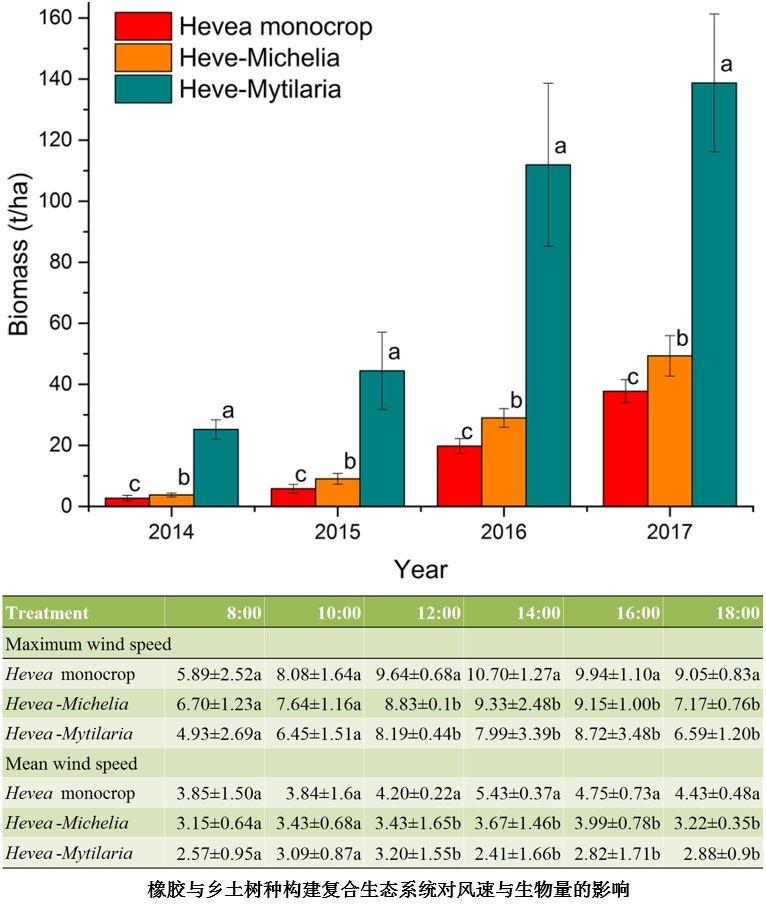 160
140
120
100
80
60
40
20
0
Biomass (t/ha)
Hevea monocrop
Heve-Michelia
Heve-Mytilaria
c b a
c b a
c b a
c b a
2014 2015 2016 2017
Year
Treatment 8:00 10:00 12:00 14:00 16:00 18:00
Maximum wind speed
Hevea monocrop 5.89±2.52a 8.08±1.64a 9.64±0.68a 10.70±1.27a 9.94±1.10a 9.05±0.83a
Hevea-Michelia 6.70±1.23a 7.64±1.16a 8.83±0.1b 9.33±2.48b 9.15±1.00b 7.17±0.76b
Hevea-Mytilaria 4.93±2.69a 6.45±1.51a 8.19±0.44b 7.99±3.39b 8.72±3.48b 6.59±1.20b
Mean wind speed
Hevea monocrop 3.85±1.50a 3.84±1.6a 4.20±0.22a 5.43±0.37a 4.75±0.73a 4.43±0.48a
Hevea-Michelia 3.15±0.64a 3.43±0.68a 3.43±1.65b 3.67±1.46b 3.99±0.78b 3.22±0.35b
Hevea-Mytilaria 2.57±0.95a 3.09±0.87a 3.20±1.55b 2.41±1.66b 2.82±1.71b 2.88±0.9b
橡胶与乡土树种构建复合生态系统对风速与生物量的影响